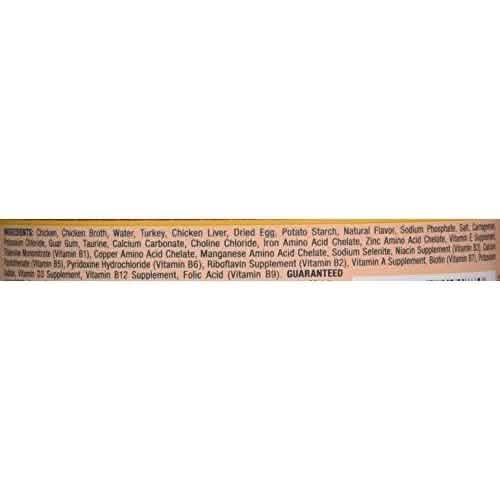 INGREDIENTS: Chicken, Chicken Broth, Water, Turkey, Chicken Liver, Dried Egg, Potato Starch, Natural Flavor, Sodium Phosphate, Salt, Carrageenan,
Potassium Chloride, Guar Gum, Taurine, Calcium Carbonate, Choline Chloride, Iron Amino Acid Chelate, Zinc Amino Acid Chelate, Vitamin E Supplement,
Thiamine Mononitrate (Vitamin B1), Copper Amino Acid Chelate, Manganese Amino Acid Chelate, Sodium Selenite, Niacin Supplement (Vitamin B3), Calcium
Pantothenate (Vitamin B5), Pyridoxine Hydrochloride (Vitamin B6), Riboflavin Supplement (Vitamin B2), Vitamin A Supplement, Biotin (Vitamin B7), Potassium
Iodide, Vitamin D3 Supplement, Vitamin B12 Supplement, Folic Acid (Vitamin B9). GUARANTEED